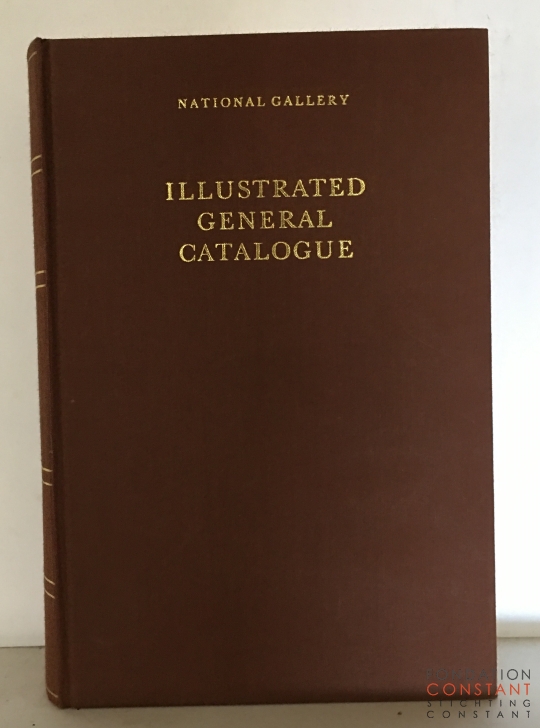 NATIONAL GALLERY
ILLUSTRATED
GENERAL
CATALOGUE
CONSTANT
STICHTING
CONSTANT